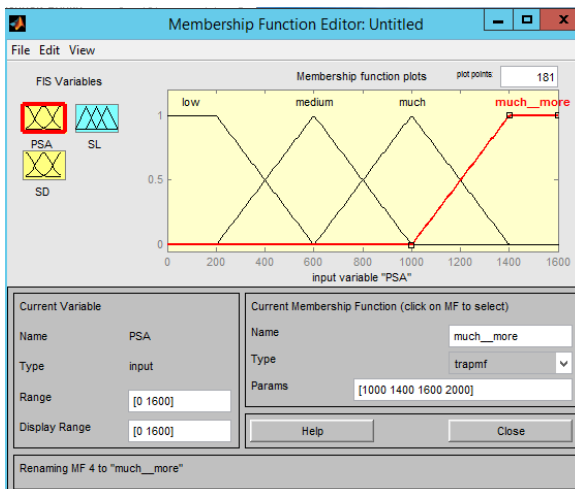 Membership Function Editor: Untitled
File Edit View
FIS Variables
Membership function plots
plot points:
181
PSA
SL
SD
low
medium
much
much__more
1
0.5
0
0 200 400 600 800 1000 1200 1400 1600
input variable "PSA"
Current Variable
Name PSA
Type input
Range [0 1600]
Display Range [0 1600]
Current Membership Function (click on MF to select)
Name much__more
Type trapmf
Params [1000 1400 1600 2000]
Help Close
Renaming MF 4 to "much__more"